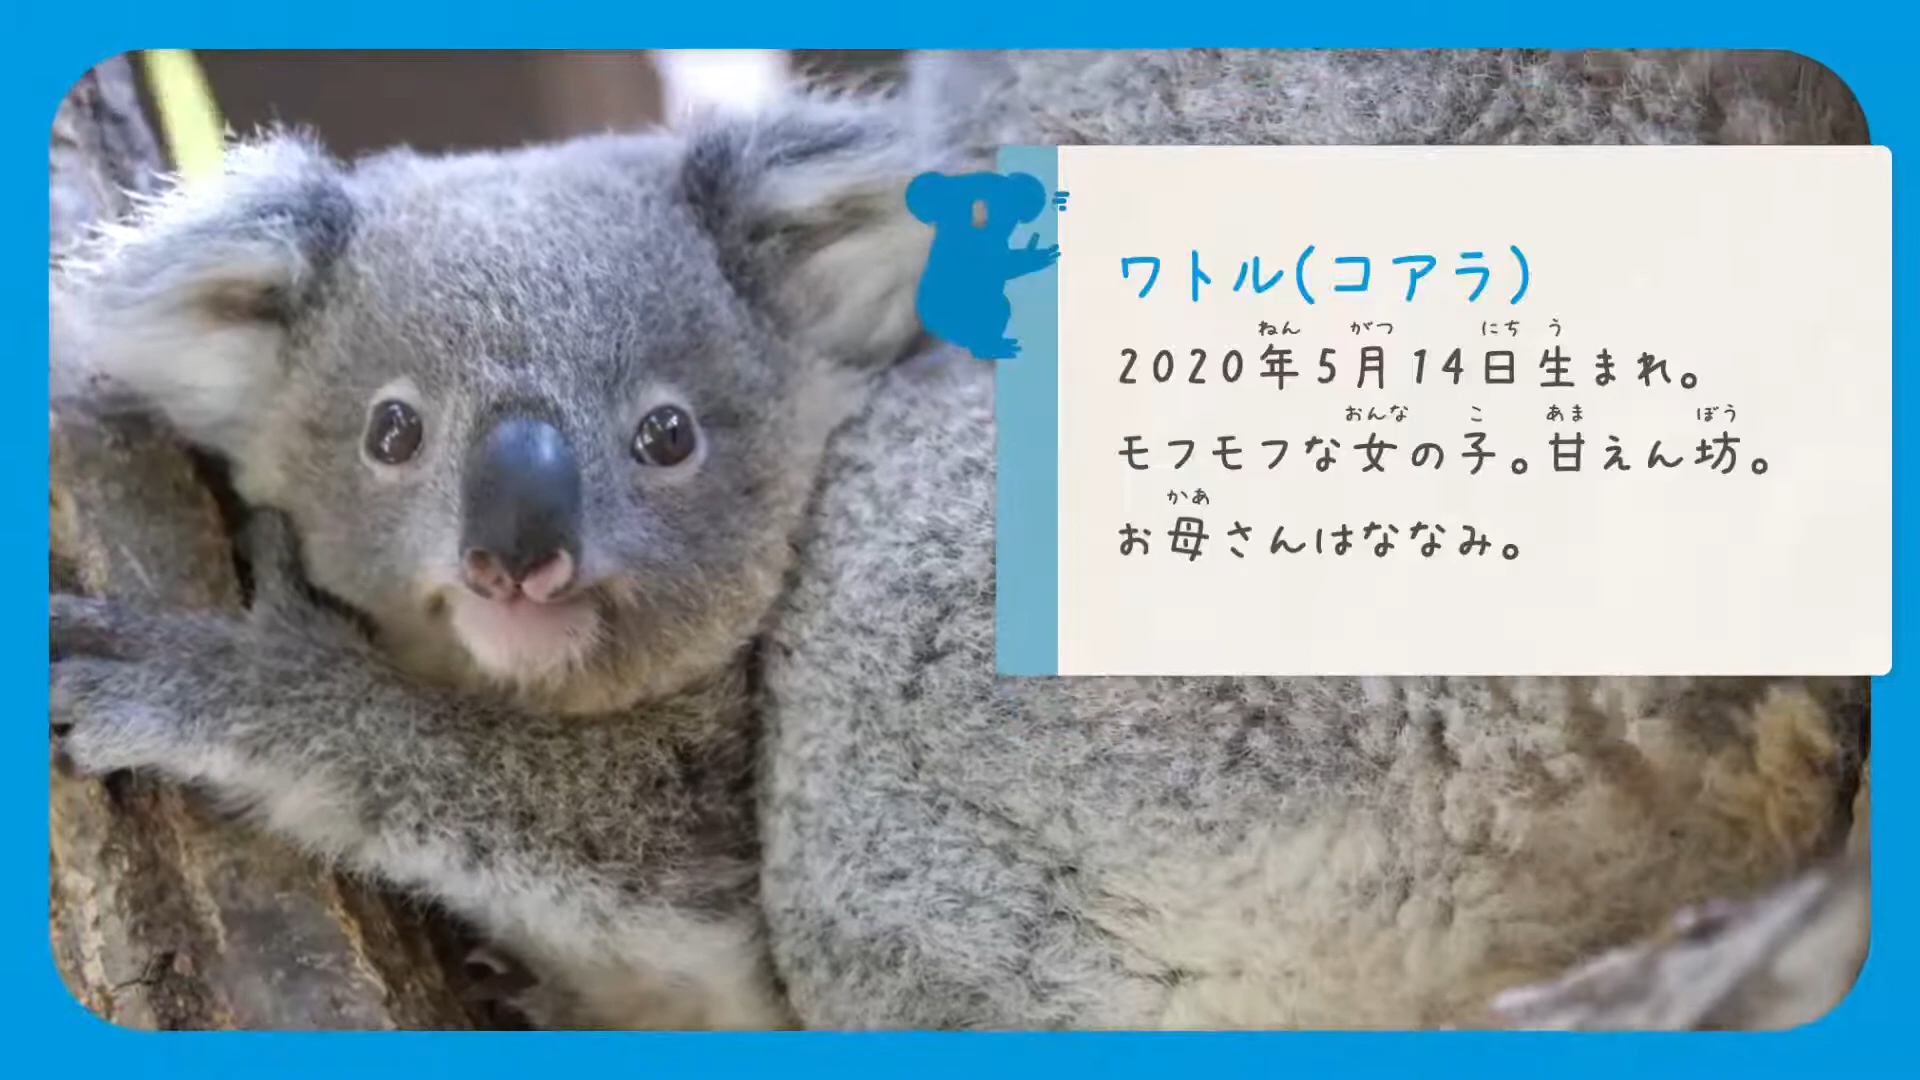 ワトル(コアラ)
2020年5月14日生まれ。
モフモフな女の子。甘えん坊。
お母さんはななみ。